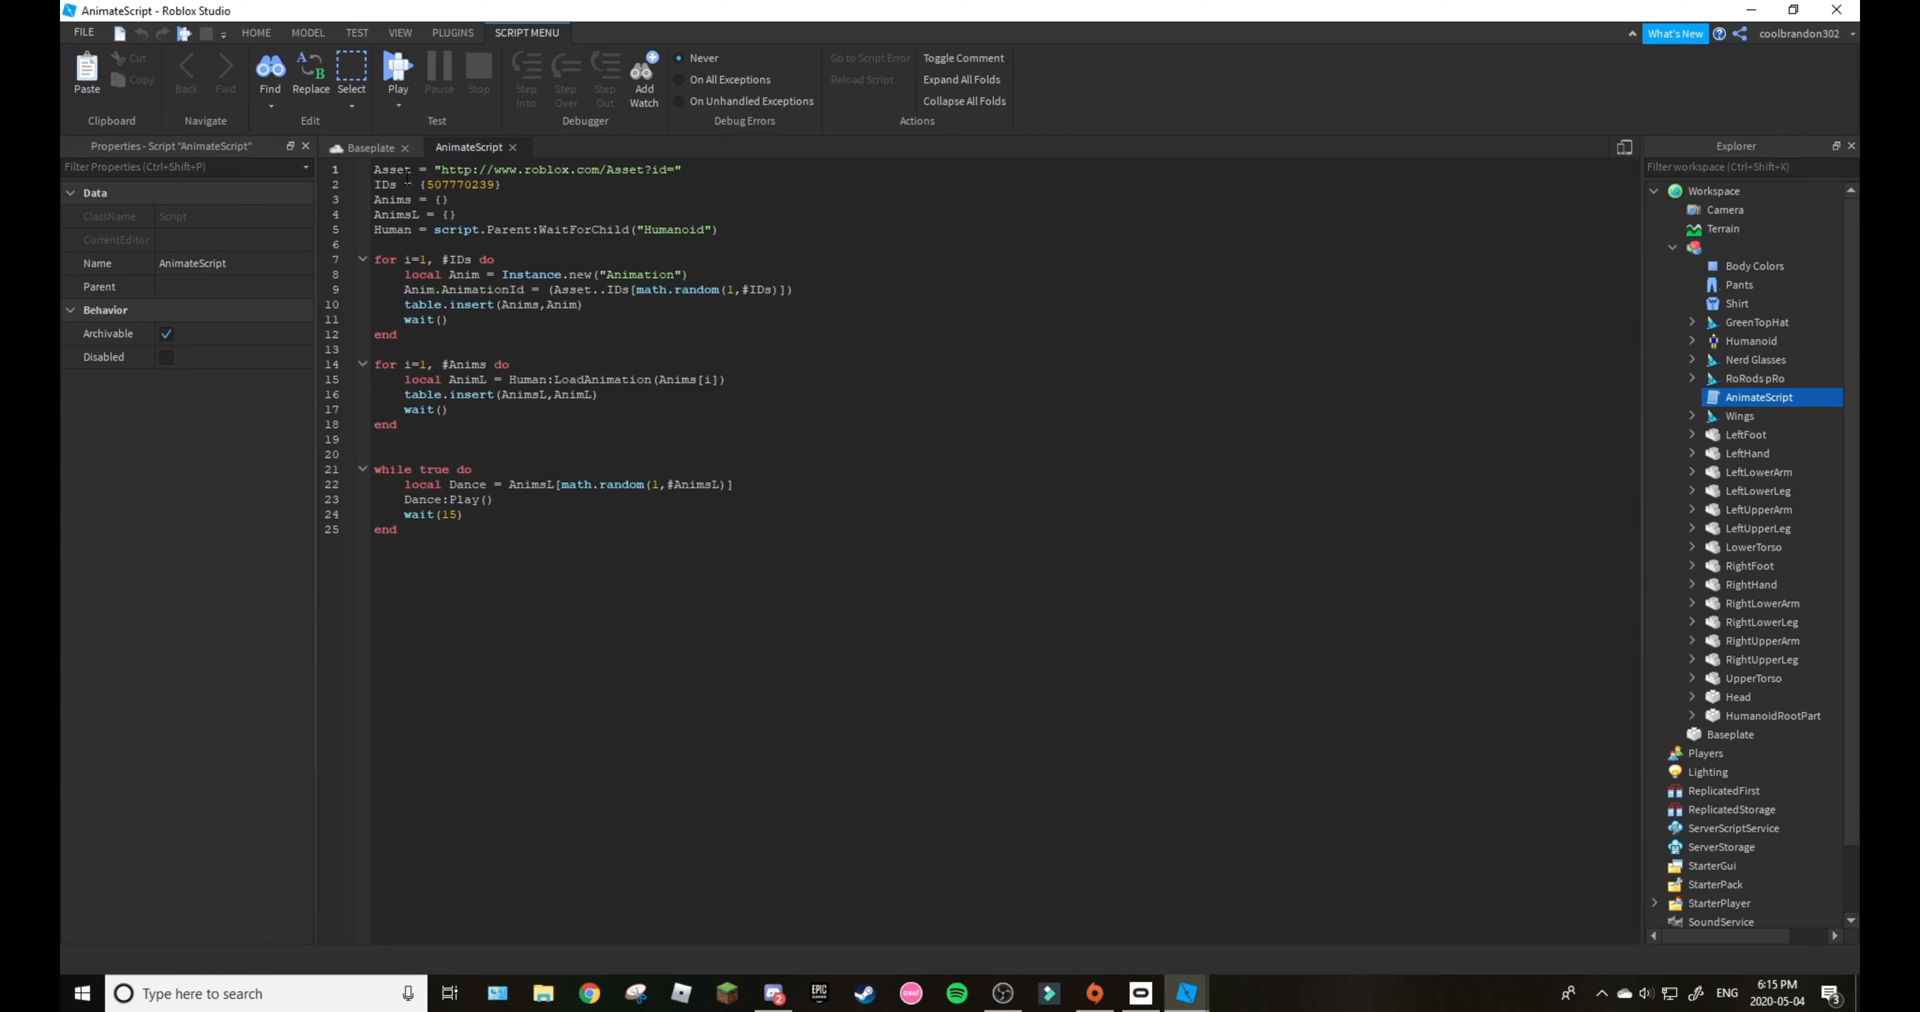 AnimateScript - Roblox Studio
FILE HOME MODEL TEST VIEW PLUGINS SCRIPT MENU What's New coolbrandon302
Paste Cut Copy
Clipboard
Back Fwd
Navigate
Find Replace Select
Edit
Play Pause Stop
Test
Step Into Step Over Step Out Add Watch
Debugger
Never
On All Exceptions
On Unhandled Exceptions
Debug Errors
Go to Script Error
Reload Script
Toggle Comment
Expand All Folds
Collapse All Folds
Actions
Properties - Script "AnimateScript"
Filter Properties (Ctrl+Shift+P)
Data
ClassName Script
CurrentEditor
Name AnimateScript
Parent
Behavior
Archivable
Disabled
Baseplate AnimateScript
1 Asset = "http://www.roblox.com/Asset?id="
2 IDs = {507770239}
3 Anims = {}
4 AnimsL = {}
5 Human = script.Parent:WaitForChild("Humanoid")
6
7 for i=1, #IDs do
8 local Anim = Instance.new("Animation")
9 Anim.AnimationId = (Asset..IDs[math.random(1,#IDs)])
10 table.insert(Anims,Anim)
11 wait()
12 end
13
14 for i=1, #Anims do
15 local AnimL = Human:LoadAnimation(Anims[i])
16 table.insert(AnimsL,AnimL)
17 wait()
18 end
19
20
21 while true do
22 local Dance = AnimsL[math.random(1,#AnimsL)]
23 Dance:Play()
24 wait(15)
25 end
Explorer
Filter workspace (Ctrl+Shift+X)
Workspace
Camera
Terrain
Body Colors
Pants
Shirt
GreenTopHat
Humanoid
Nerd Glasses
RoRods pRo
AnimateScript
Wings
LeftFoot
LeftHand
LeftLowerArm
LeftLowerLeg
LeftUpperArm
LeftUpperLeg
LowerTorso
RightFoot
RightHand
RightLowerArm
RightLowerLeg
RightUpperArm
RightUpperLeg
UpperTorso
Head
HumanoidRootPart
Baseplate
Players
Lighting
ReplicatedFirst
ReplicatedStorage
ServerScriptService
ServerStorage
StarterGui
StarterPack
StarterPlayer
SoundService
Type here to search
2
EPIC GAMES
osu!
ENG
6:15 PM
2020-05-04
3